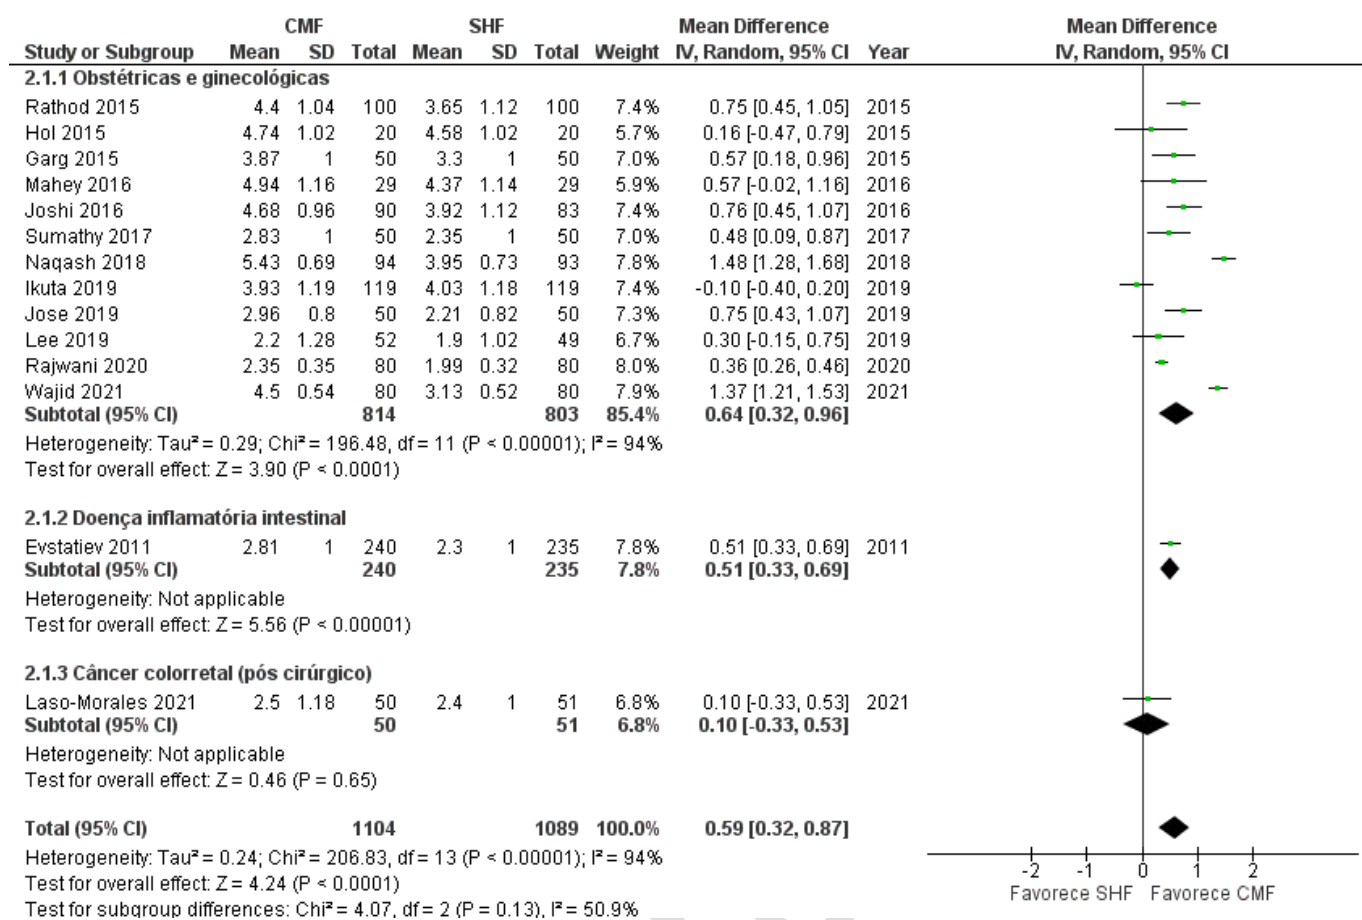 CMF SHF Mean Difference Mean Difference
Study or Subgroup Mean SD Total Mean SD Total Weight IV, Random, 95% CI Year IV, Random, 95% CI
2.1.1 Obstétricas e ginecológicas
Rathod 2015 4.4 1.04 100 3.65 1.12 100 7.4% 0.75 [0.45, 1.05] 2015
Hol 2015 4.74 1.02 20 4.58 1.02 20 5.7% 0.16 [-0.47, 0.79] 2015
Garg 2015 3.87 1 50 3.3 1 50 7.0% 0.57 [0.18, 0.96] 2015
Mahey 2016 4.94 1.16 29 4.37 1.14 29 5.9% 0.57 [-0.02, 1.16] 2016
Joshi 2016 4.68 0.96 90 3.92 1.12 83 7.4% 0.76 [0.45, 1.07] 2016
Sumathy 2017 2.83 1 50 2.35 1 50 7.0% 0.48 [0.09, 0.87] 2017
Naqash 2018 5.43 0.69 94 3.95 0.73 93 7.8% 1.48 [1.28, 1.68] 2018
Ikuta 2019 3.93 1.19 119 4.03 1.18 119 7.4% -0.10 [-0.40, 0.20] 2019
Jose 2019 2.96 0.8 50 2.21 0.82 50 7.3% 0.75 [0.43, 1.07] 2019
Lee 2019 2.2 1.28 52 1.9 1.02 49 6.7% 0.30 [-0.15, 0.75] 2019
Rajwani 2020 2.35 0.35 80 1.99 0.32 80 8.0% 0.36 [0.26, 0.46] 2020
Wajid 2021 4.5 0.54 80 3.13 0.52 80 7.9% 1.37 [1.21, 1.53] 2021
Subtotal (95% CI) 814 803 85.4% 0.64 [0.32, 0.96]
Heterogeneity: Tau² = 0.29; Chi² = 196.48, df = 11 (P < 0.00001); I² = 94%
Test for overall effect: Z = 3.90 (P < 0.0001)
2.1.2 Doença inflamatória intestinal
Evstatiev 2011 2.81 1 240 2.3 1 235 7.8% 0.51 [0.33, 0.69] 2011
Subtotal (95% CI) 240 235 7.8% 0.51 [0.33, 0.69]
Heterogeneity: Not applicable
Test for overall effect: Z = 5.56 (P < 0.00001)
2.1.3 Câncer colorretal (pós cirúrgico)
Laso-Morales 2021 2.5 1.18 50 2.4 1 51 6.8% 0.10 [-0.33, 0.53] 2021
Subtotal (95% CI) 50 51 6.8% 0.10 [-0.33, 0.53]
Heterogeneity: Not applicable
Test for overall effect: Z = 0.46 (P = 0.65)
Total (95% CI) 1104 1089 100.0% 0.59 [0.32, 0.87]
Heterogeneity: Tau² = 0.24; Chi² = 206.83, df = 13 (P < 0.00001); I² = 94%
Test for overall effect: Z = 4.24 (P < 0.0001)
Test for subgroup differences: Chi² = 4.07, df = 2 (P = 0.13), I² = 50.9%
-2 -1 0 1 2
Favorece SHF Favorece CMF